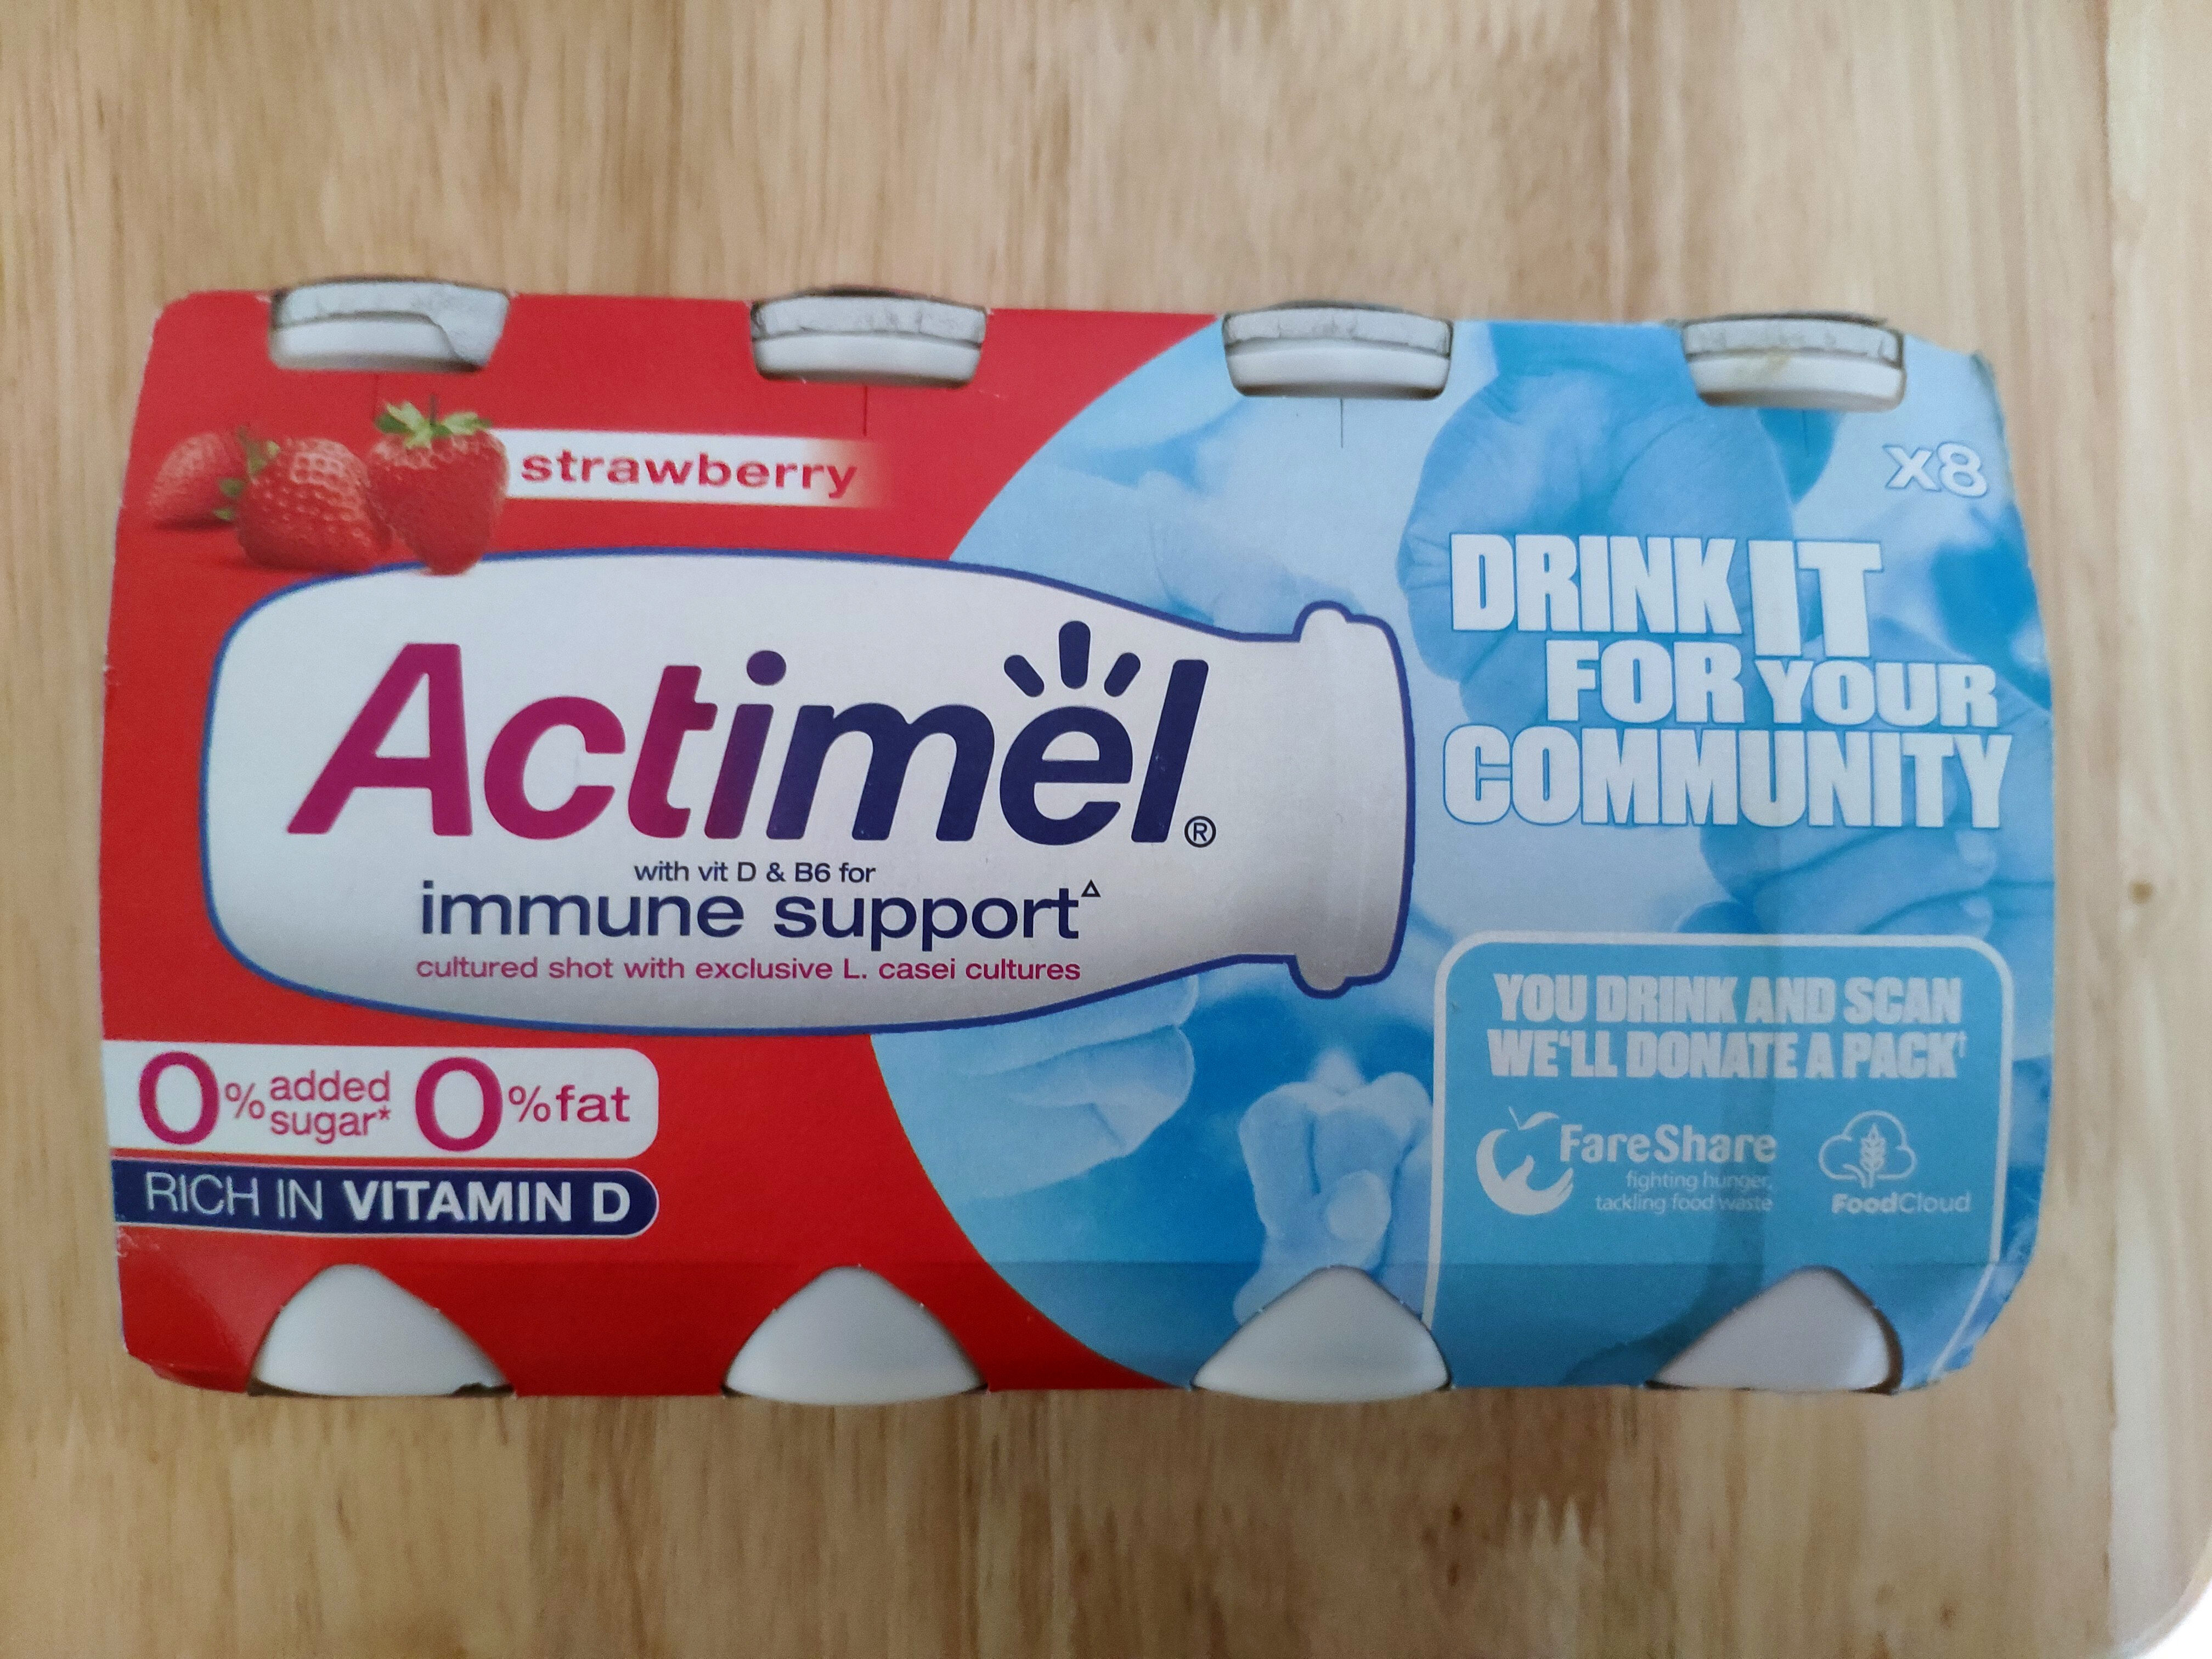 strawberry
x8
DRINK IT
FOR YOUR
COMMUNITY
Actimel®
with vit D & B6 for
immune support△
cultured shot with exclusive L. casei cultures
0% added sugar* 0% fat
RICH IN VITAMIN D
YOU DRINK AND SCAN
WE'LL DONATE A PACK†
FareShare
fighting hunger,
tackling food waste
FoodCloud